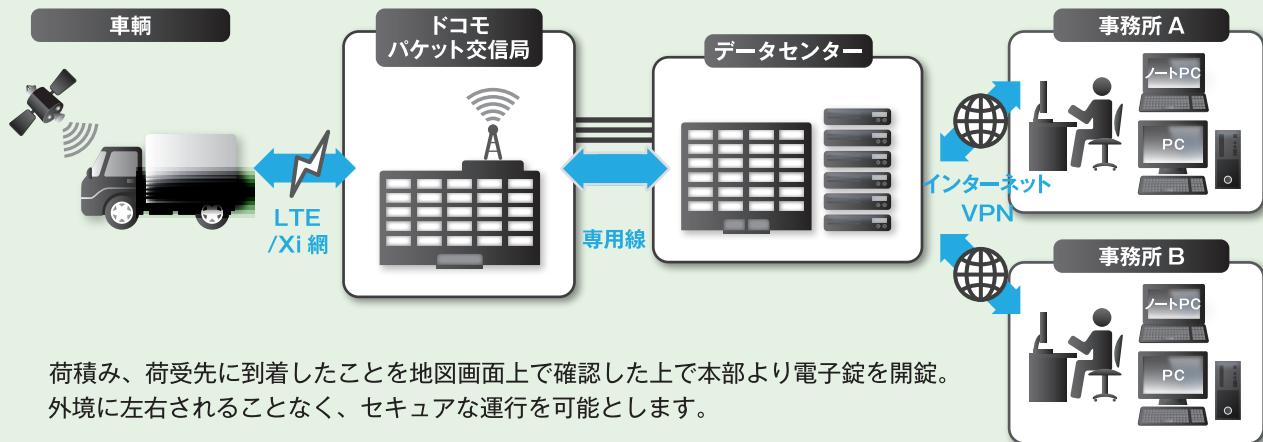 車輌
ドコモ
パケット交信局
データセンター
事務所 A
ノートPC
PC
LTE
/Xi 網
専用線
インターネット
VPN
事務所 B
ノートPC
PC
荷積み、荷受先に到着したことを地図画面上で確認した上で本部より電子錠を開錠。
外境に左右されることなく、セキュアな運行を可能とします。